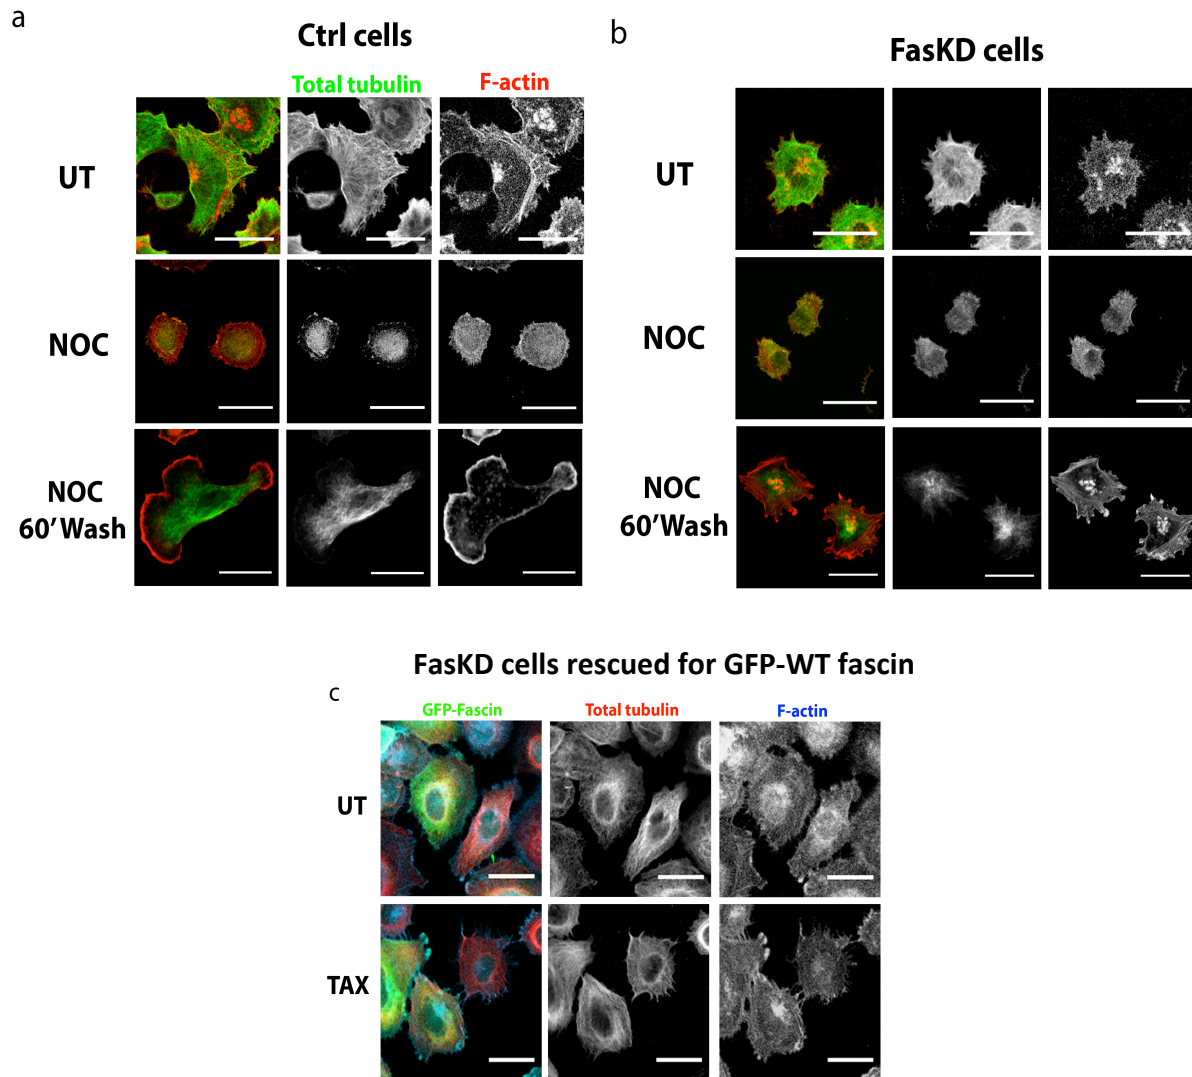 a
Ctrl cells
Total tubulin F-actin
UT
NOC
NOC
60'Wash
b
FasKD cells
UT
NOC
NOC
60'Wash
FasKD cells rescued for GFP-WT fascin
c
GFP-Fascin Total tubulin F-actin
UT
TAX